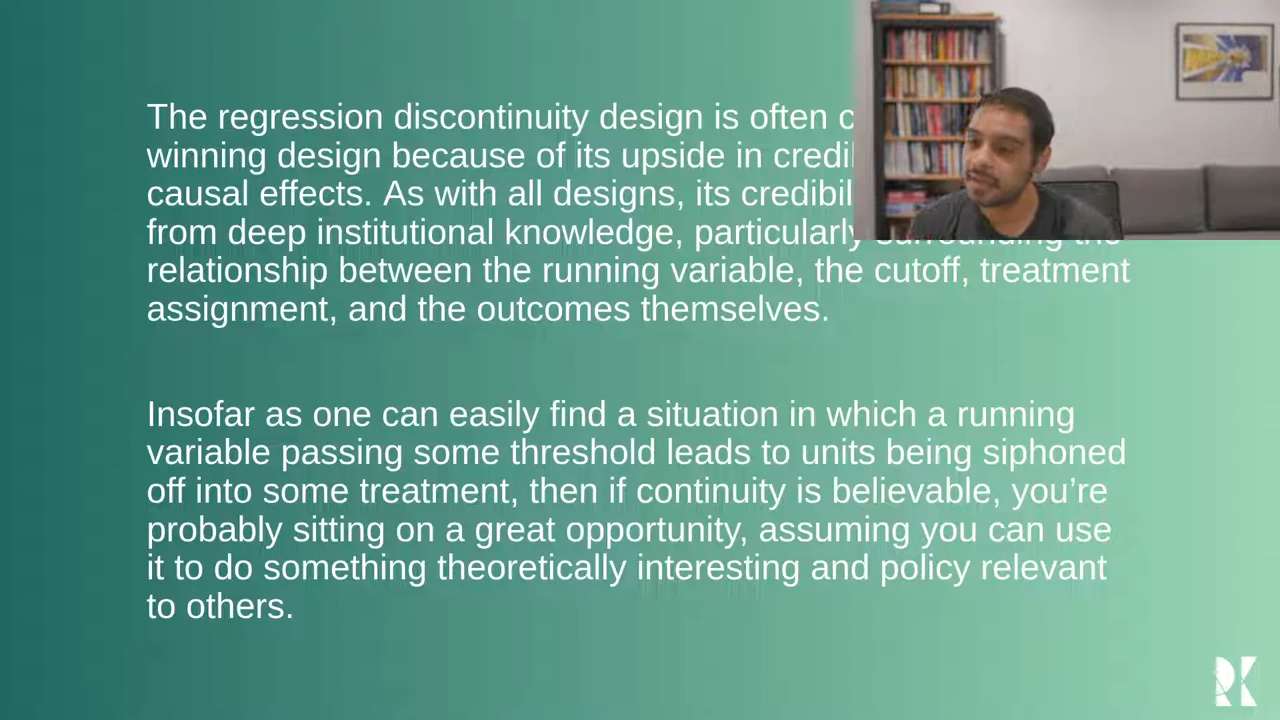 The regression discontinuity design is often
winning design because of its upside in
causal effects. As with all designs, its
from deep institutional knowledge, particularly surrounding the
relationship between the running variable, the cutoff, treatment
assignment, and the outcomes themselves.
Insofar as one can easily find a situation in which a running
variable passing some threshold leads to units being siphoned
off into some treatment, then if continuity is believable, you’re
probably sitting on a great opportunity, assuming you can use
it to do something theoretically interesting and policy relevant
to others.
RK